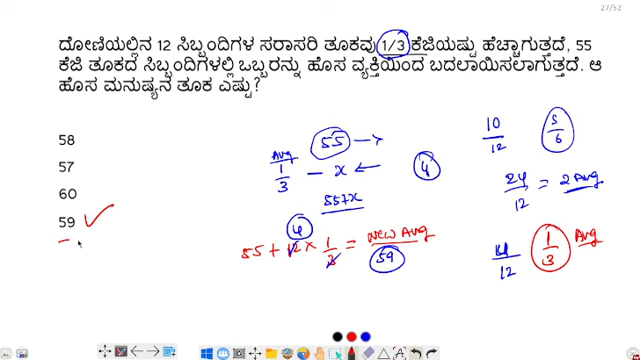 27/52
ದೋಣಿಯಲ್ಲಿನ 12 ಸಿಬ್ಬಂದಿಗಳ ಸರಾಸರಿ ತೂಕವು 1/3 ಕೆಜಿಯಷ್ಟು ಹೆಚ್ಚಾಗುತ್ತದೆ, 55
ಕೆಜಿ ತೂಕದ ಸಿಬ್ಬಂದಿಗಳಲ್ಲಿ ಒಬ್ಬರನ್ನು ಹೊಸ ವ್ಯಕ್ತಿಯಿಂದ ಬದಲಾಯಿಸಲಾಗುತ್ತದೆ. ಆ
ಹೊಸ ಮನುಷ್ಯನ ತೂಕ ಎಷ್ಟು?
58
57
60
59
55 →
Avg
1/3 - x ←
4
55+x
4
55 + 12 × 1/3 = New Avg
59
10/12
5/6
24/12 = 2 Avg
1/3 Avg